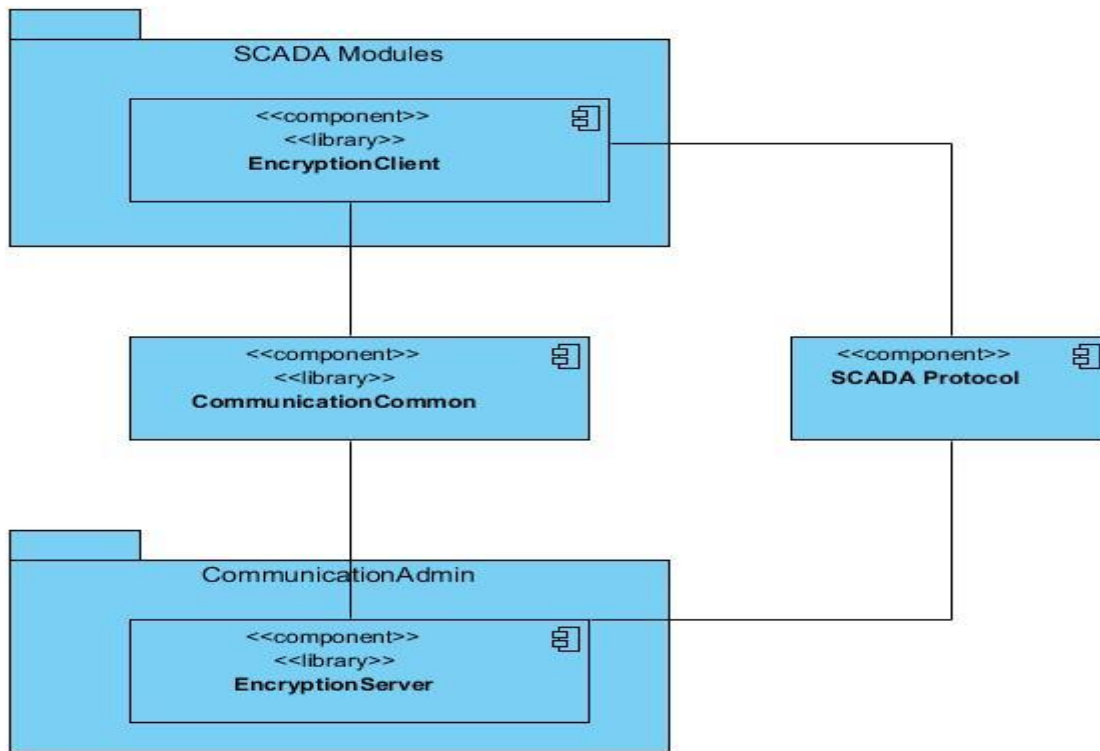 SCADA Modules
<<component>>
<<library>>
EncryptionClient
<<component>>
<<library>>
CommunicationCommon
<<component>>
SCADA Protocol
CommunicationAdmin
<<component>>
<<library>>
EncryptionServer